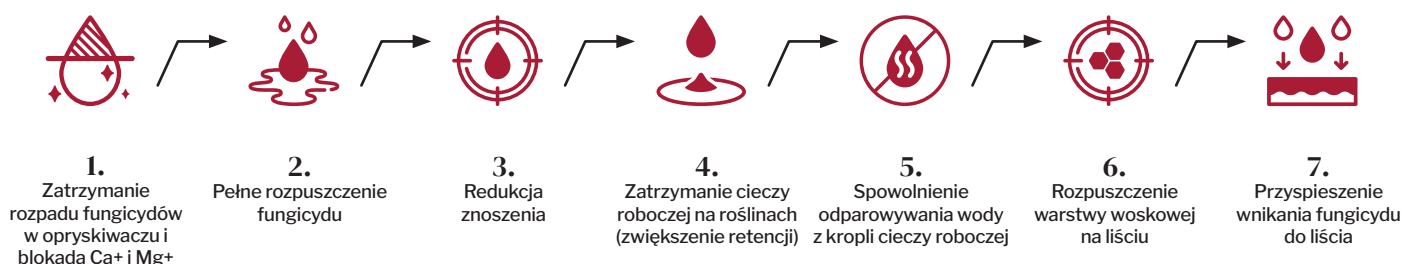 1.
Zatrzymanie
rozpadu fungicydów
w opryskiwaczu i
blokada Ca+ i Mg+
2.
Pełne rozpuszczenie
fungicydu
3.
Redukcja
znoszenia
4.
Zatrzymanie cieczy
roboczej na roślinach
(zwiększenie retencji)
5.
Spowolnienie
odparowywania wody
z kropli cieczy roboczej
6.
Rozpuszczenie
warstwy woskowej
na liściu
7.
Przyspieszenie
wnikania fungicydu
do liścia